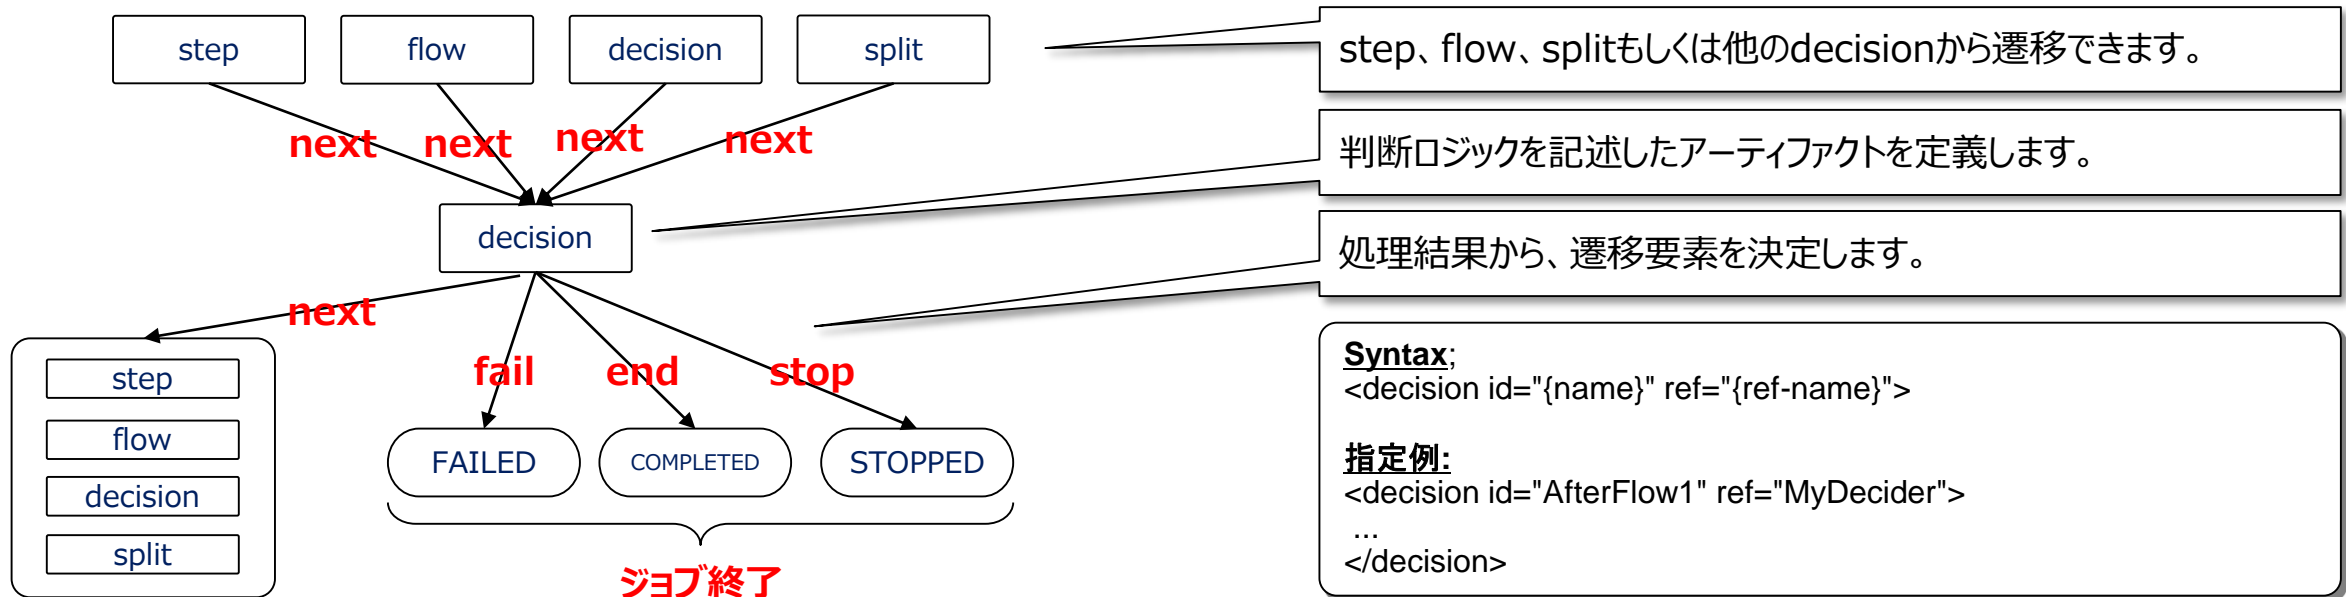 step
flow
decision
split
step、flow、splitもしくは他のdecisionから遷移できます。
next
next
next
next
判断ロジックを記述したアーティファクトを定義します。
decision
処理結果から、遷移要素を決定します。
next
fail
end
stop
step
flow
decision
split
FAILED
COMPLETED
STOPPED
ジョブ終了
Syntax;
<decision id="{name}" ref="{ref-name}">
指定例:
<decision id="AfterFlow1" ref="MyDecider">
...
</decision>